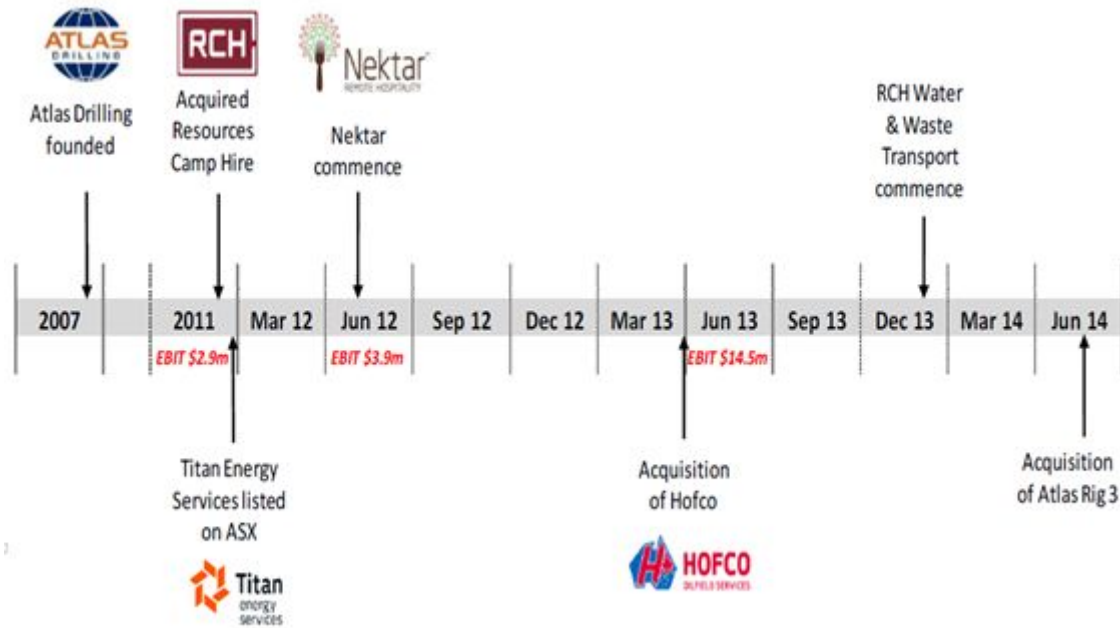 ATLAS
DRILLING
Atlas Drilling
founded
RCH
Acquired
Resources
Camp Hire
Nektar
REMOTE HOSPITALITY
Nektar
commence
RCH Water
& Waste
Transport
commence
2007 2011 Mar 12 Jun 12 Sep 12 Dec 12 Mar 13 Jun 13 Sep 13 Dec 13 Mar 14 Jun 14
EBIT $2.9m EBIT $3.9m EBIT $14.5m
Titan Energy
Services listed
on ASX
Titan
energy
services
Acquisition
of Hofco
HOFCO
OILFIELD SERVICES
Acquisition
of Atlas Rig 3